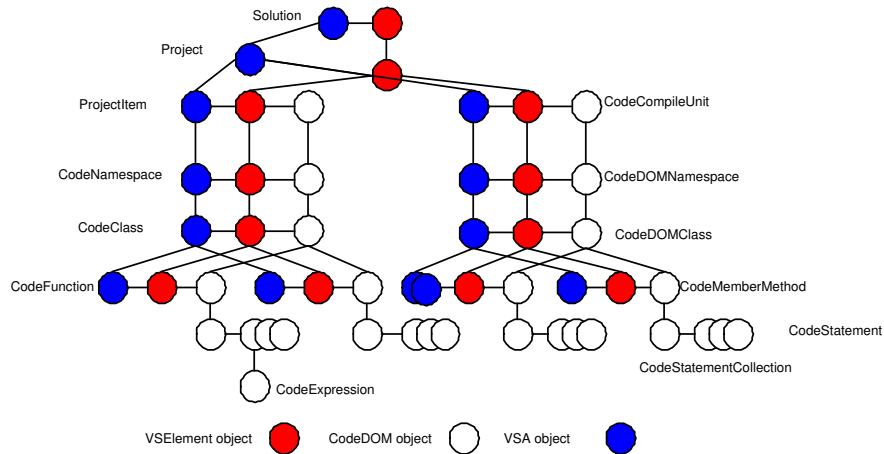 Solution
Project
ProjectItem
CodeCompileUnit
CodeNamespace
CodeDOMNamespace
CodeClass
CodeDOMClass
CodeFunction
CodeMemberMethod
CodeStatement
CodeStatementCollection
CodeExpression
VSElement object
CodeDOM object
VSA object